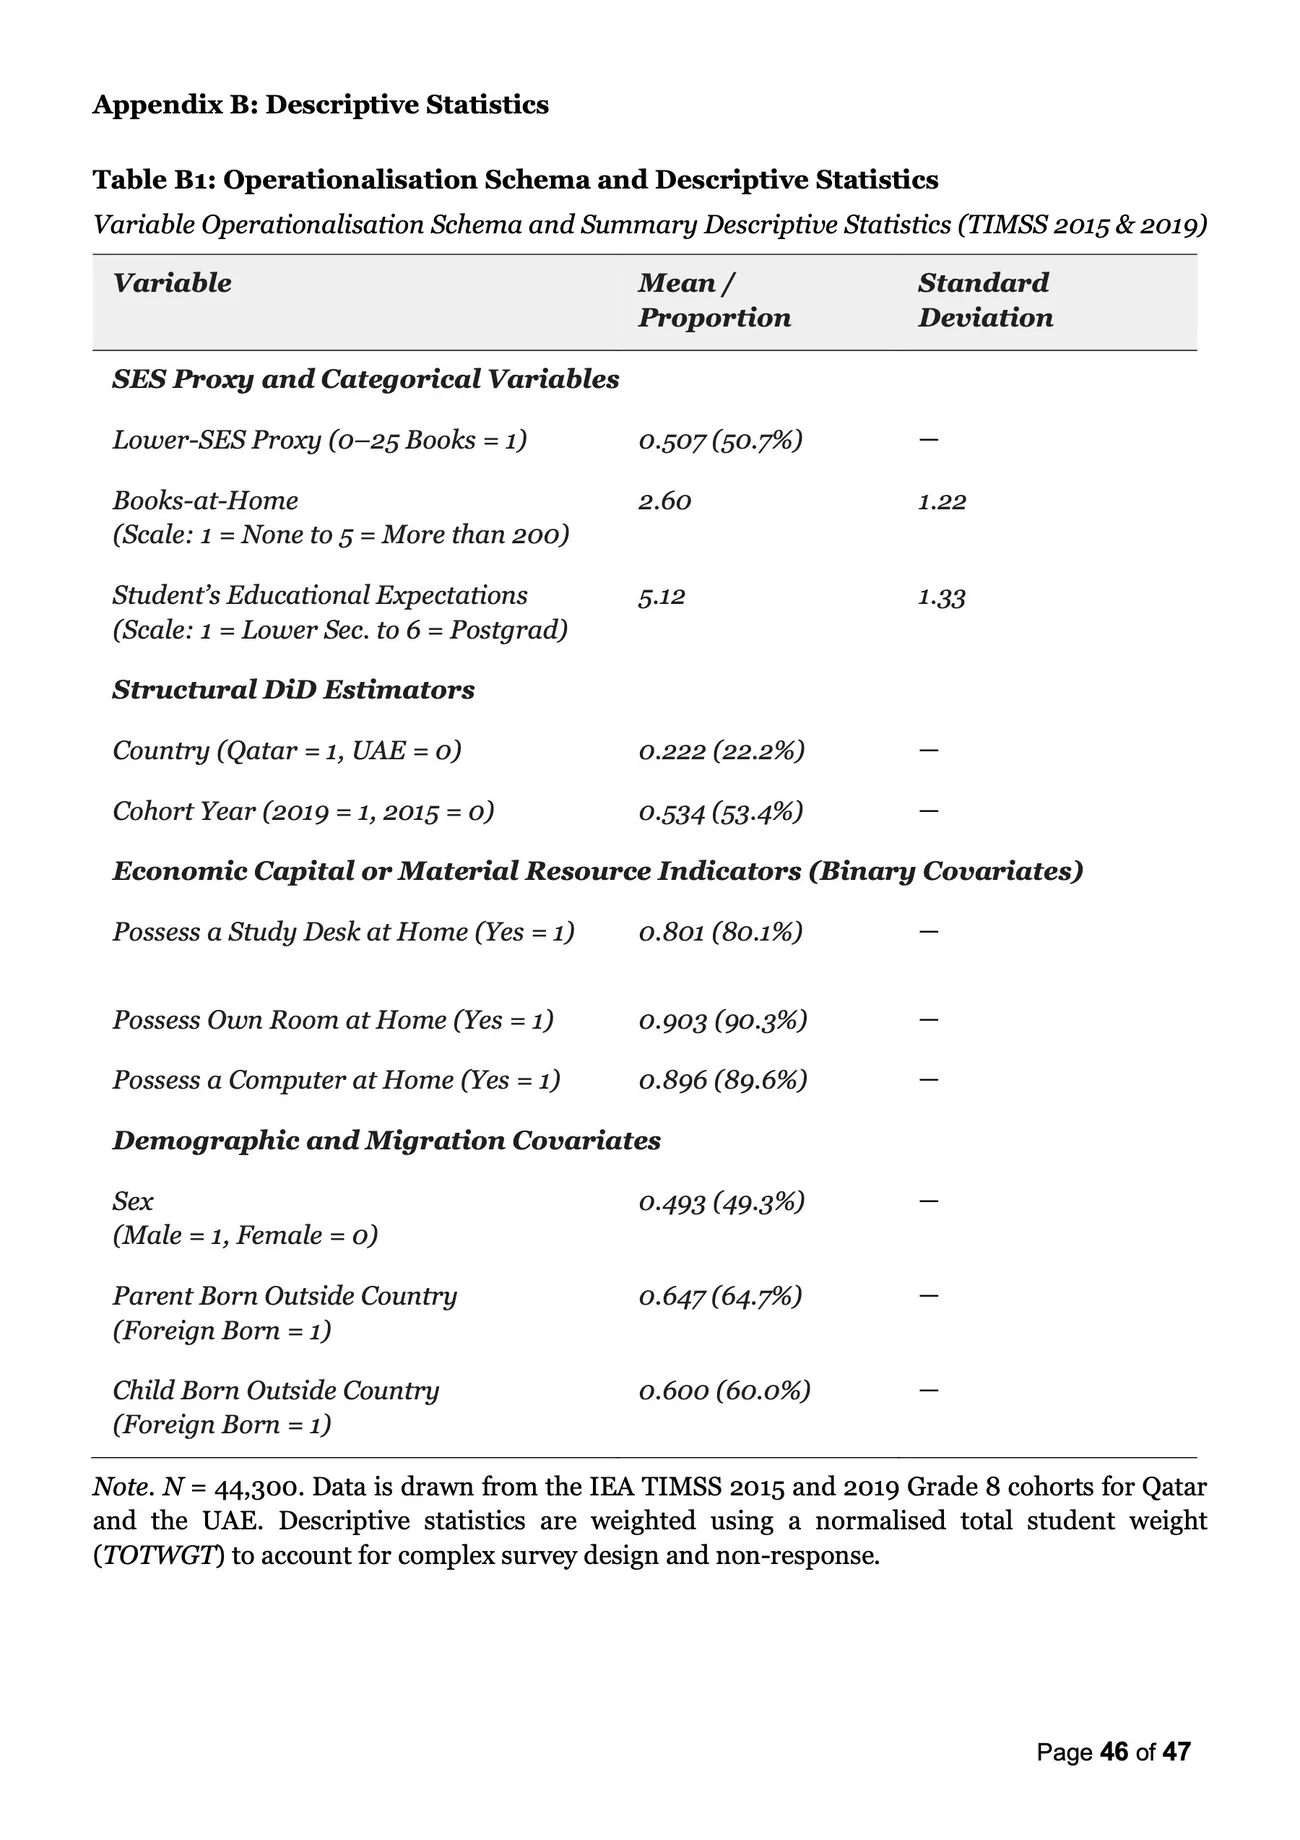 Appendix B: Descriptive Statistics
Table B1: Operationalisation Schema and Descriptive Statistics
Variable Operationalisation Schema and Summary Descriptive Statistics (TIMSS 2015 & 2019)
Variable Mean / Proportion Standard Deviation
SES Proxy and Categorical Variables
Lower-SES Proxy (0–25 Books = 1) 0.507 (50.7%) —
Books-at-Home 2.60 1.22
(Scale: 1 = None to 5 = More than 200)
Student’s Educational Expectations 5.12 1.33
(Scale: 1 = Lower Sec. to 6 = Postgrad)
Structural DiD Estimators
Country (Qatar = 1, UAE = 0) 0.222 (22.2%) —
Cohort Year (2019 = 1, 2015 = 0) 0.534 (53.4%) —
Economic Capital or Material Resource Indicators (Binary Covariates)
Possess a Study Desk at Home (Yes = 1) 0.801 (80.1%) —
Possess Own Room at Home (Yes = 1) 0.903 (90.3%) —
Possess a Computer at Home (Yes = 1) 0.896 (89.6%) —
Demographic and Migration Covariates
Sex 0.493 (49.3%) —
(Male = 1, Female = 0)
Parent Born Outside Country 0.647 (64.7%) —
(Foreign Born = 1)
Child Born Outside Country 0.600 (60.0%) —
(Foreign Born = 1)
Note. N = 44,300. Data is drawn from the IEA TIMSS 2015 and 2019 Grade 8 cohorts for Qatar
and the UAE. Descriptive statistics are weighted using a normalised total student weight
(TOTWGT) to account for complex survey design and non-response.
Page 46 of 47